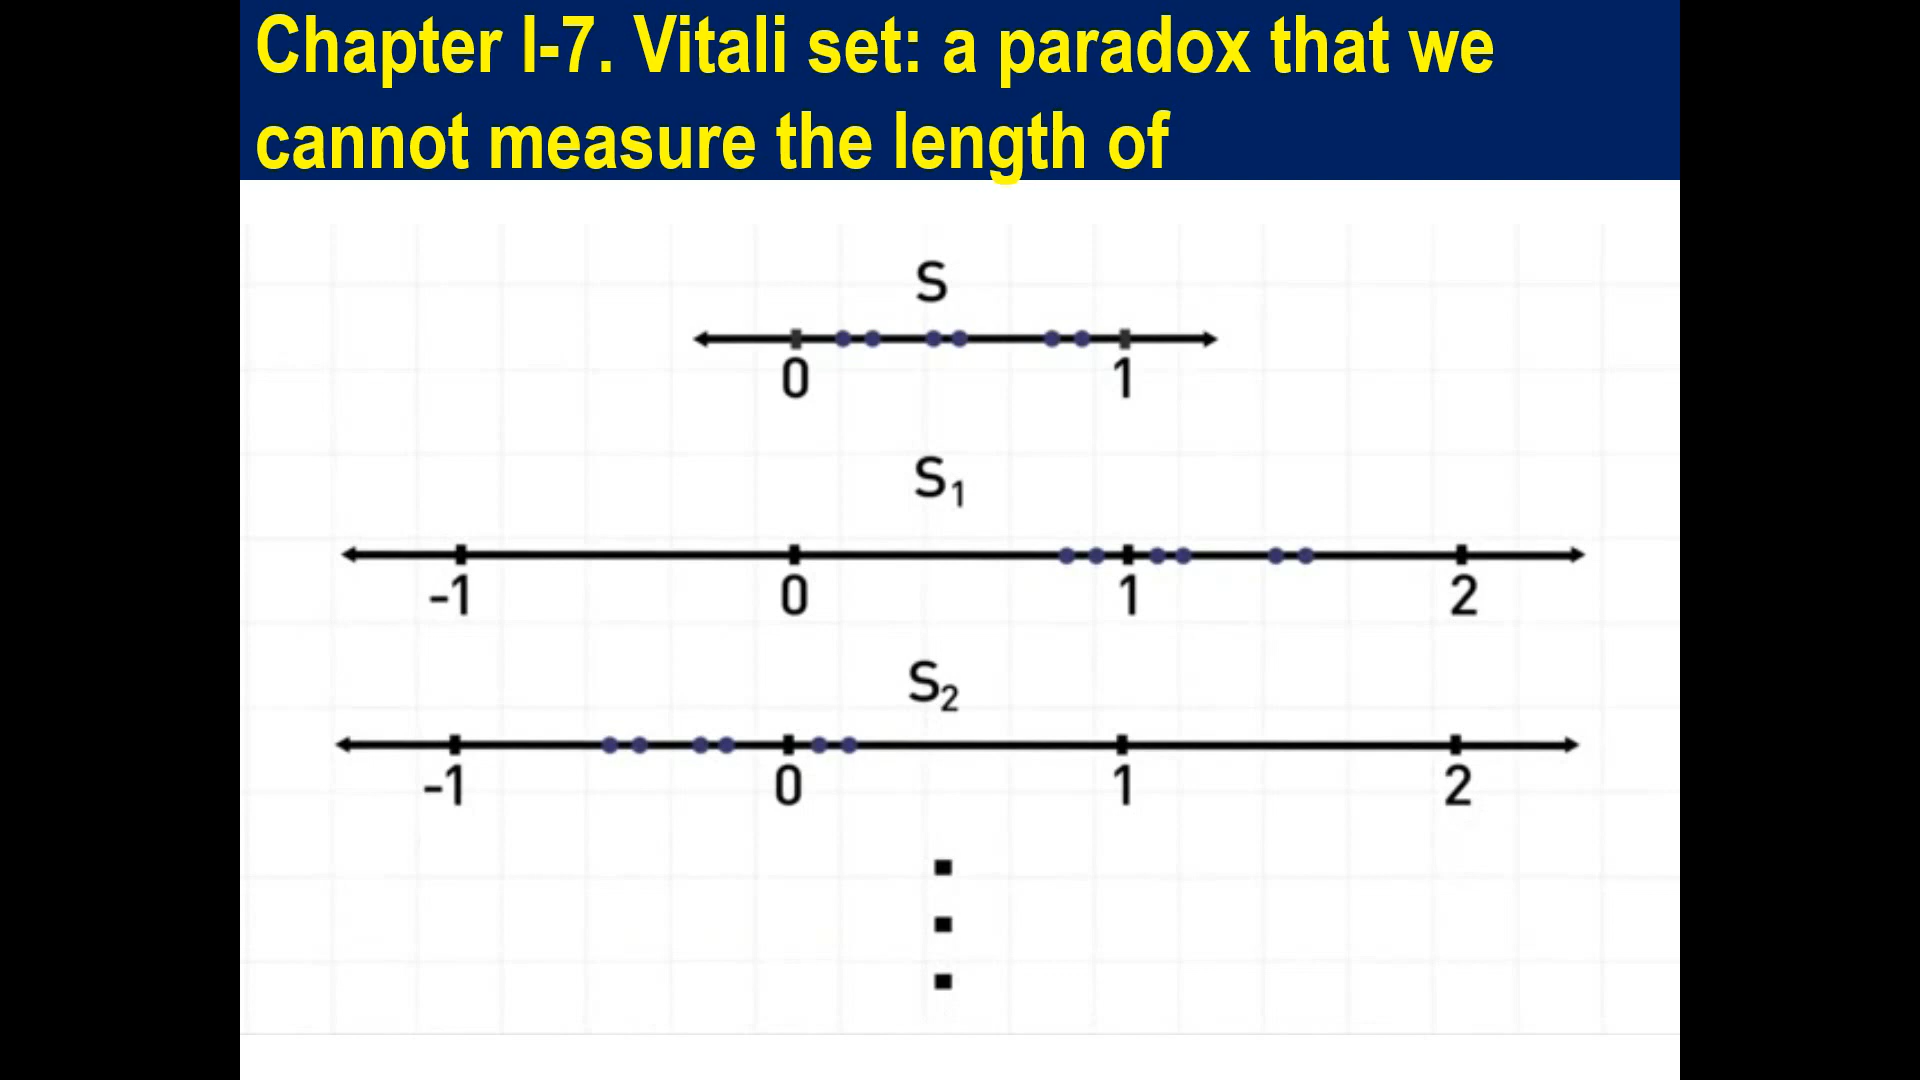 Chapter I-7. Vitali set: a paradox that we
cannot measure the length of
S
0 1
S₁
-1 0 1 2
S₂
-1 0 1 2